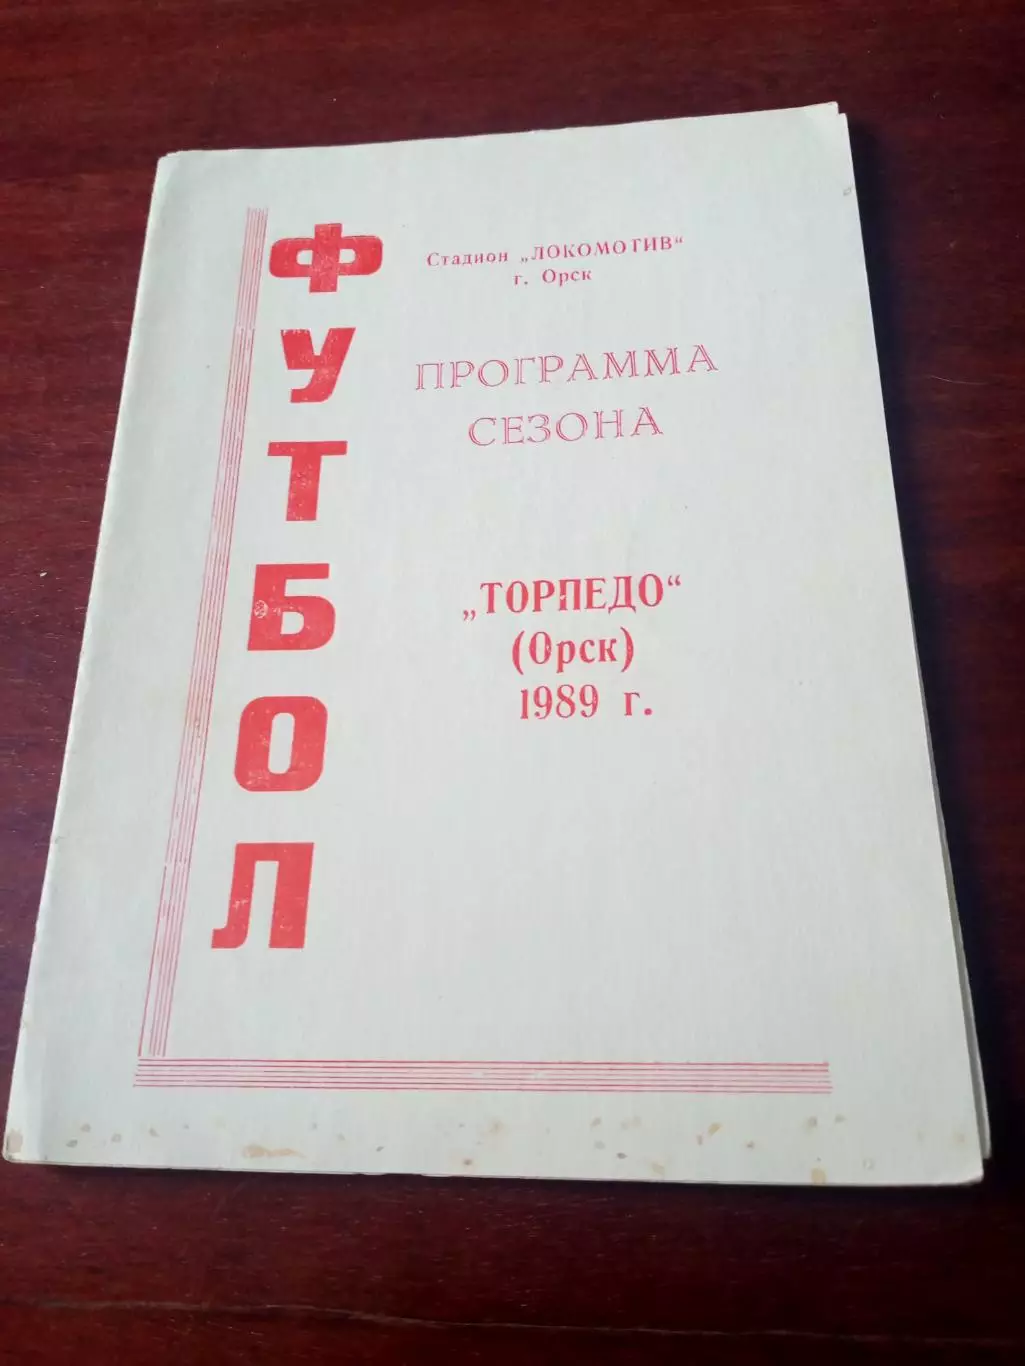 ФУТБОЛ
Стадион „ЛОКОМОТИВ“
г. Орск
ПРОГРАММА
СЕЗОНА
„ТОРПЕДО“
(Орск)
1989 г.